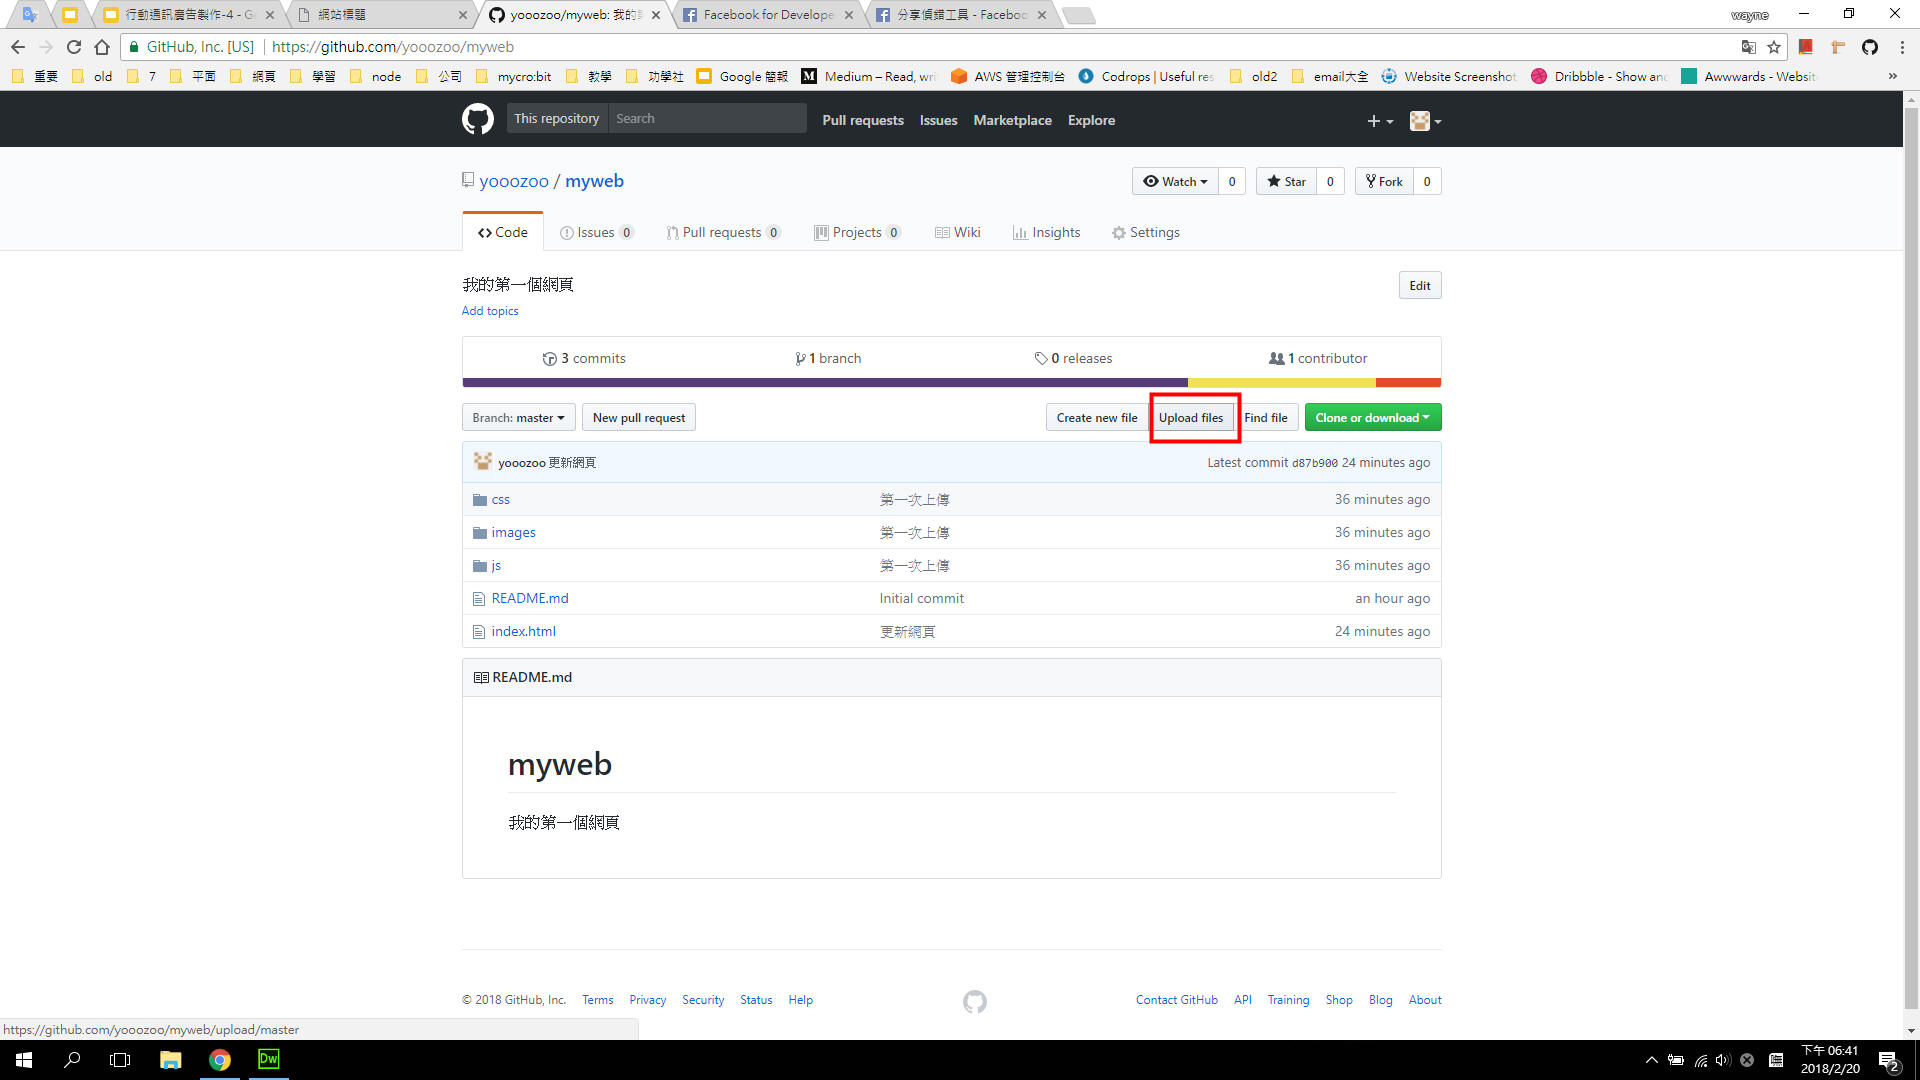 行動通訊廣告製作-4 - G
網站標題
yooozoo/myweb: 我的
Facebook for Develope
分享偵錯工具 - Faceboo
wayne
GitHub, Inc. [US]
https://github.com/yooozoo/myweb
重要
old
7
平面
網頁
學習
node
公司
mycro:bit
教學
功學社
Google 簡報
Medium – Read, wri
AWS 管理控制台
Codrops | Useful res
old2
email大全
Website Screenshot
Dribbble - Show and
Awwwards - Website
»
This repository
Search
Pull requests
Issues
Marketplace
Explore
yooozoo / myweb
Watch 0
Star 0
Fork 0
Code
Issues 0
Pull requests 0
Projects 0
Wiki
Insights
Settings
我的第一個網頁
Edit
Add topics
3 commits
1 branch
0 releases
1 contributor
Branch: master
New pull request
Create new file
Upload files
Find file
Clone or download
yooozoo 更新網頁
Latest commit d87b900 24 minutes ago
css
第一次上傳
36 minutes ago
images
第一次上傳
36 minutes ago
js
第一次上傳
36 minutes ago
README.md
Initial commit
an hour ago
index.html
更新網頁
24 minutes ago
README.md
myweb
我的第一個網頁
© 2018 GitHub, Inc.
Terms
Privacy
Security
Status
Help
Contact GitHub
API
Training
Shop
Blog
About
https://github.com/yooozoo/myweb/upload/master
Dw
下午 06:41
2018/2/20
2